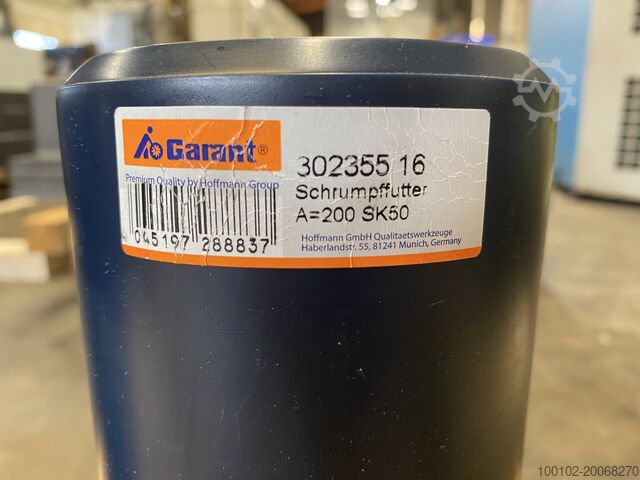 Garant®
Premium Quality by Hoffmann Group
045197 288837
302355 16
Schrumpffutter
A=200 SK50
Hoffmann GmbH Qualitaetswerkzeuge
Haberlandstr. 55, 81241 Munich, Germany
100102-20068270